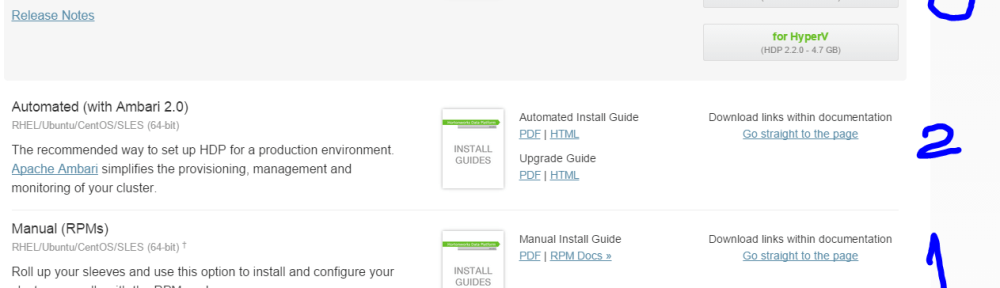 Release Notes
for HyperV
(HDP 2.2.0 - 4.7 GB)
Automated (with Ambari 2.0)
RHEL/Ubuntu/CentOS/SLES (64-bit)
The recommended way to set up HDP for a production environment.
Apache Ambari simplifies the provisioning, management and
monitoring of your cluster.
INSTALL
GUIDES
Automated Install Guide
PDF | HTML
Upgrade Guide
PDF | HTML
Download links within documentation
Go straight to the page
2
Manual (RPMs)
RHEL/Ubuntu/CentOS/SLES (64-bit) †
Roll up your sleeves and use this option to install and configure your
INSTALL
GUIDES
Manual Install Guide
PDF | RPM Docs »
Download links within documentation
Go straight to the page
1